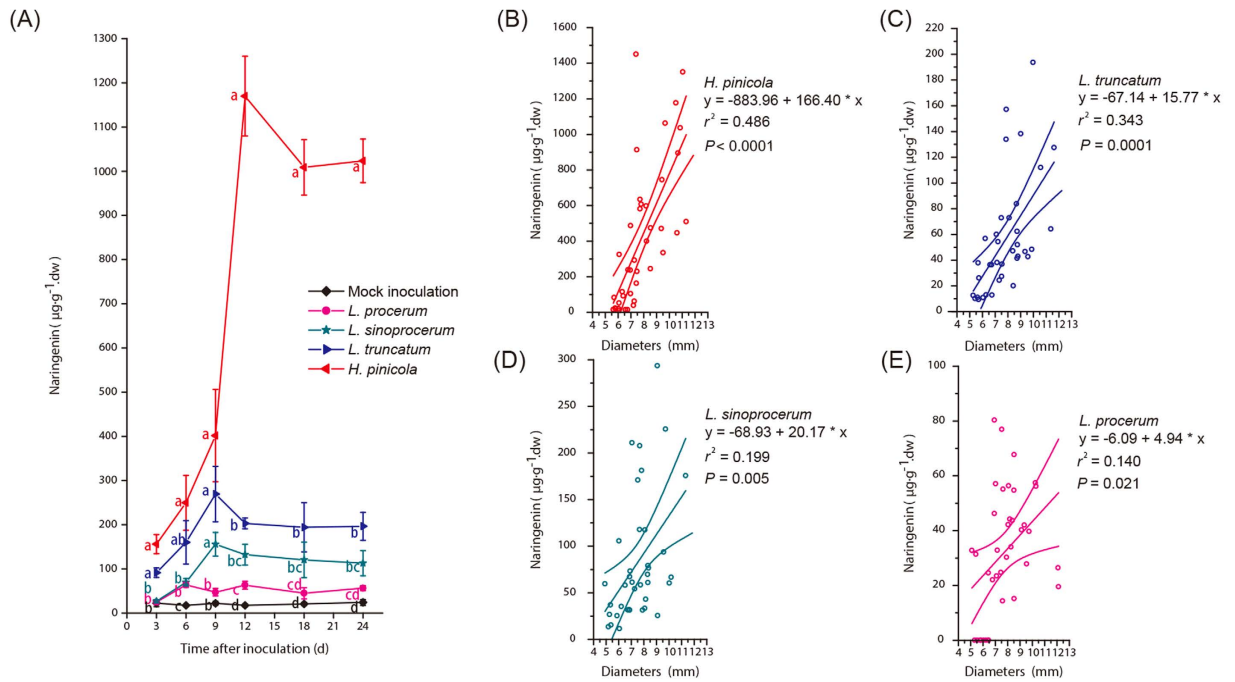 (A)
1300
1200
1100
1000
900
800
700
600
500
400
300
200
100
0
Naringenin ( μg·g⁻¹.dw)
0 3 6 9 12 15 18 21 24
Time after inoculation (d)
Mock inoculation
L. procerum
L. sinoprocerum
L. truncatum
H. pinicola
a a a a a a
a ab a b b b
b b a bc bc bc
b b b c cd cd
b c b d d d
(B)
1600
1400
1200
1000
800
600
400
200
0
Naringenin ( μg·g⁻¹.dw)
4 5 6 7 8 9 10 11 12 13
Diameters (mm)
H. pinicola
y = -883.96 + 166.40 * x
r² = 0.486
P < 0.0001
(C)
220
200
180
160
140
120
100
80
60
40
20
0
Naringenin ( μg·g⁻¹.dw)
4 5 6 7 8 9 10 11 12 13
Diameters (mm)
L. truncatum
y = -67.14 + 15.77 * x
r² = 0.343
P = 0.0001
(D)
300
250
200
150
100
50
0
Naringenin ( μg·g⁻¹.dw)
4 5 6 7 8 9 10 11 12 13
Diameters (mm)
L. sinoprocerum
y = -68.93 + 20.17 * x
r² = 0.199
P = 0.005
(E)
100
80
60
40
20
0
Naringenin ( μg·g⁻¹.dw)
4 5 6 7 8 9 10 11 12 13
Diameters (mm)
L. procerum
y = -6.09 + 4.94 * x
r² = 0.140
P = 0.021